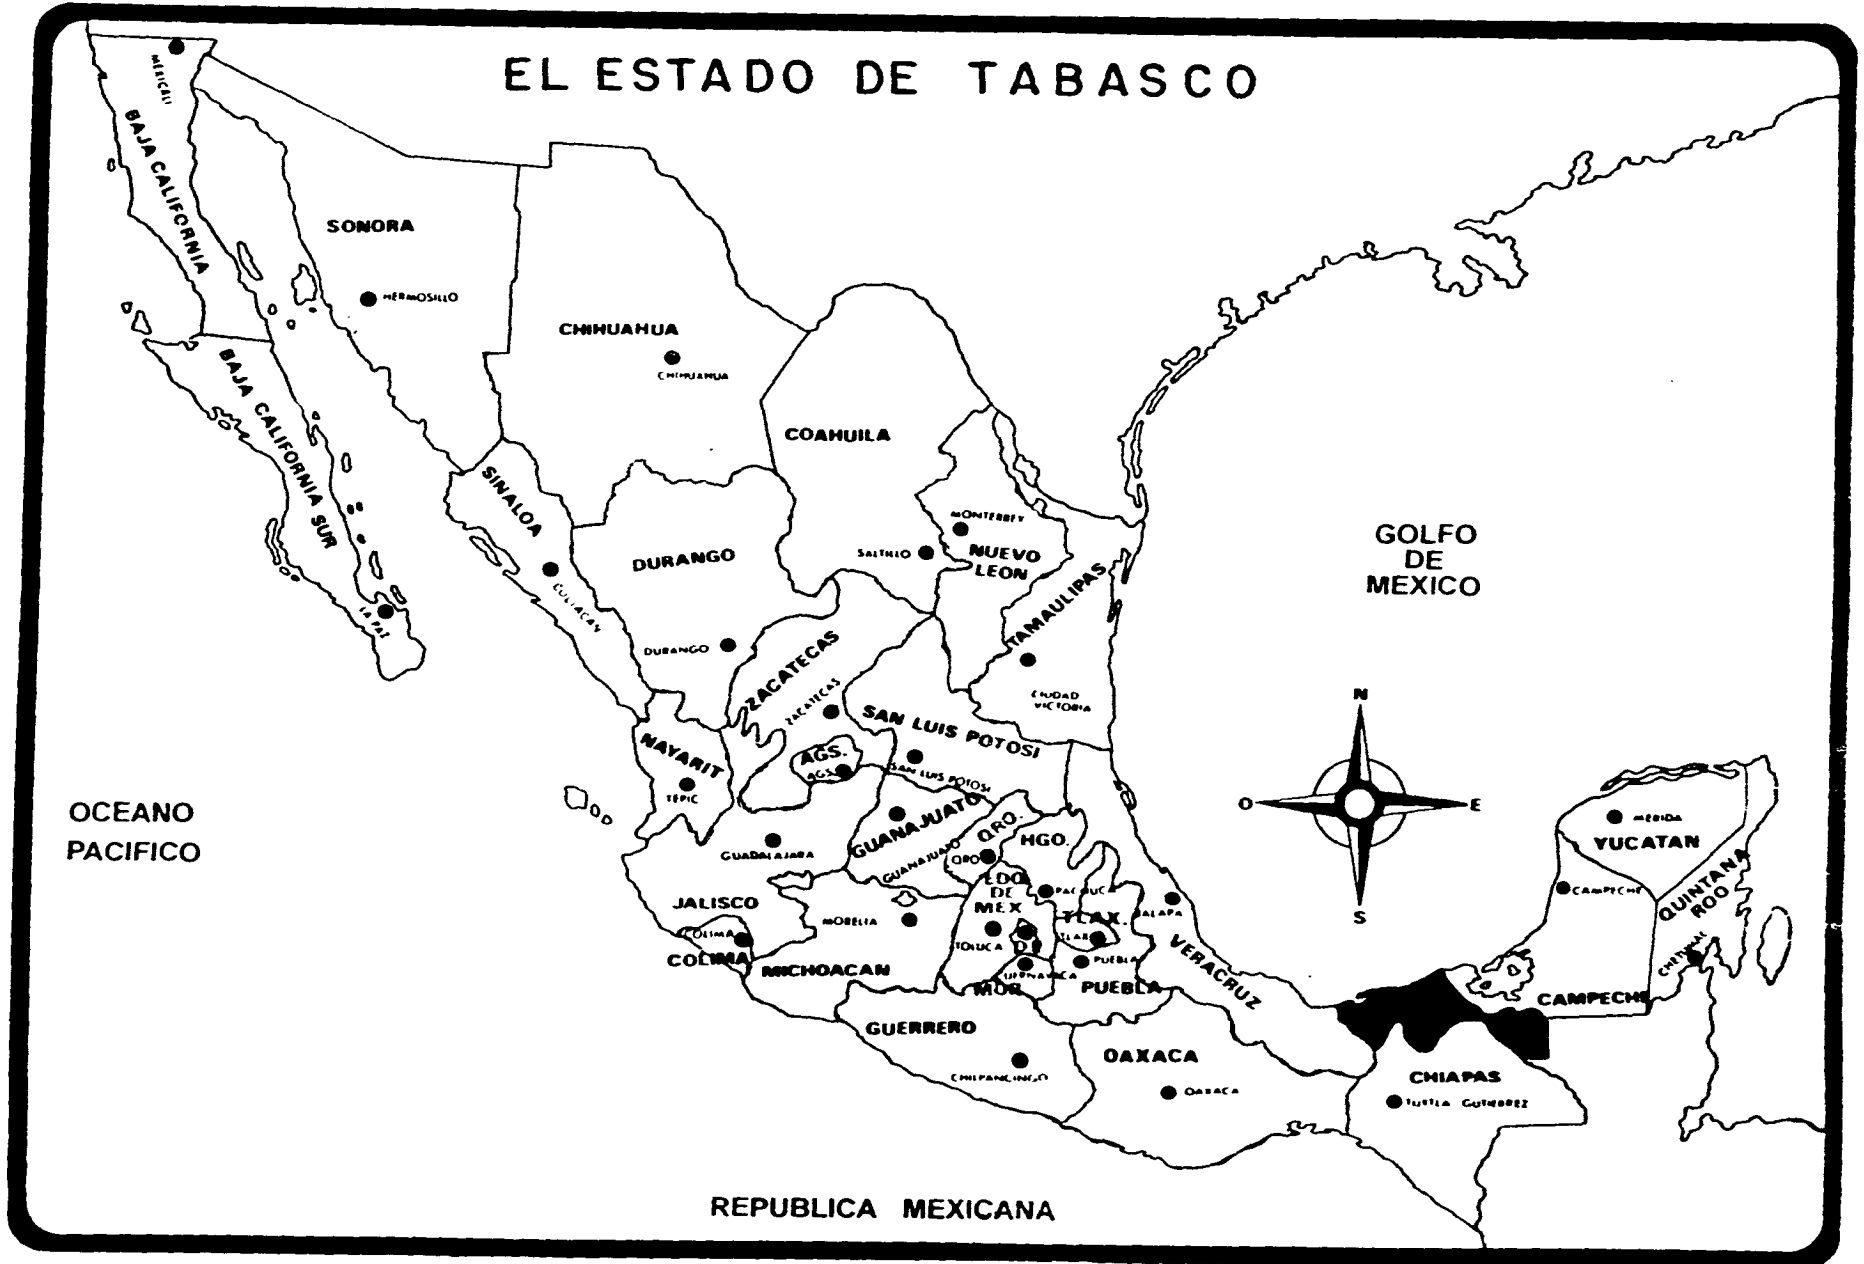 EL ESTADO DE TABASCO
MEXICALI
BAJA CALIFORNIA
SONORA
HERMOSILLO
CHIHUAHUA
CHIHUAHUA
BAJA CALIFORNIA SUR
LA PAZ
COAHUILA
SINALOA
CULIACAN
MONTERREY
SALTILLO
NUEVO
LEON
DURANGO
DURANGO
TAMAULIPAS
CIUDAD
VICTORIA
GOLFO
DE
MEXICO
ZACATECAS
ZACATECAS
SAN LUIS POTOSI
SAN LUIS POTOSI
NAYARIT
TEPIC
AGS.
AGS.
N
O
E
S
OCEANO
PACIFICO
GUANAJUATO
GUANAJUATO
QRO.
QRO
HGO.
PACHUCA
GUADALAJARA
JALISCO
COLIMA
COLIMA
MORELIA
MICHOACAN
EDO
DE
MEX
TOLUCA
TLAX.
TLAX
JALAPA
VERACRUZ
PUEBLA
PUEBLA
CUERNAVACA
MOR
MERIDA
YUCATAN
CAMPECHE
QUINTANA
ROO
CHETUMAL
CAMPECHE
GUERRERO
CHILPANCINGO
OAXACA
OAXACA
CHIAPAS
TUXTLA GUTIERREZ
REPUBLICA MEXICANA